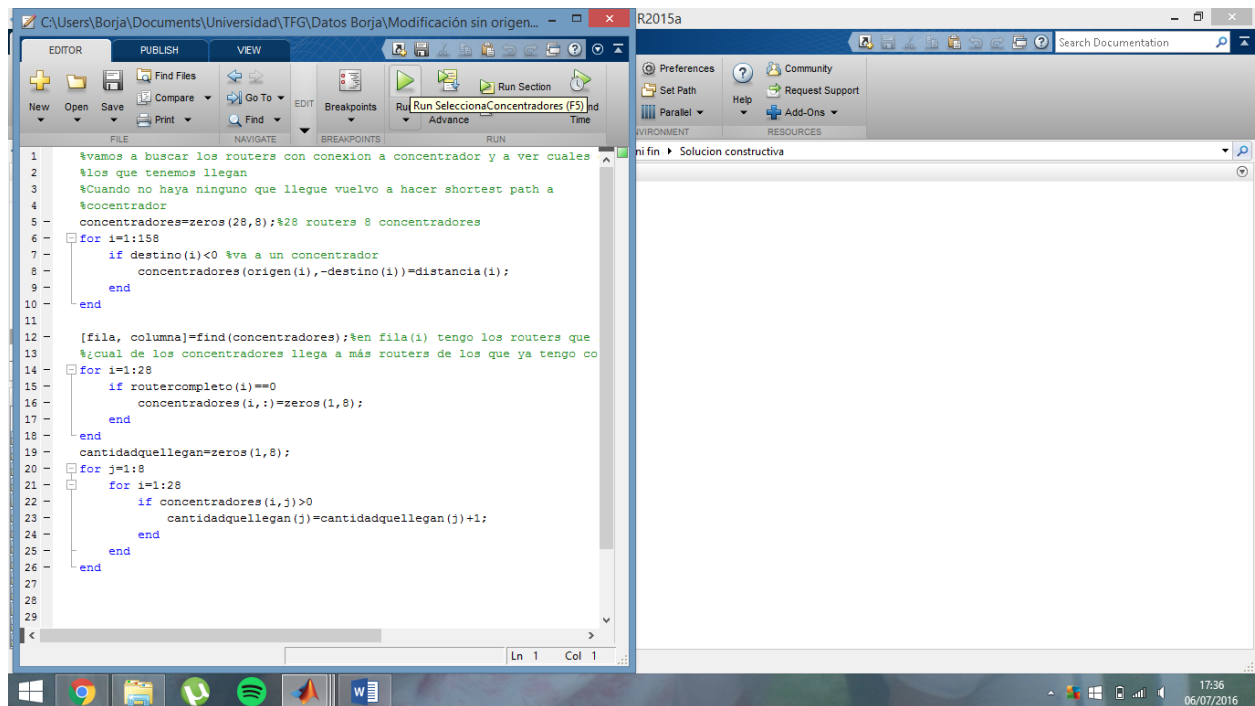 C:\Users\Borja\Documents\Universidad\TFG\Datos Borja\Modificación sin origen...
R2015a
EDITOR PUBLISH VIEW
Search Documentation
New Open Save
Find Files
Compare
Print
Go To
Find
EDIT
Breakpoints
Run
Advance
Run Section
nd
Time
Run SeleccionaConcentradores (F5)
FILE NAVIGATE BREAKPOINTS RUN
Preferences
Set Path
Parallel
Help
Community
Request Support
Add-Ons
VIRONMENT RESOURCES
ni fin Solucion constructiva
1 %vamos a buscar los routers con conexion a concentrador y a ver cuales
2 %los que tenemos llegan
3 %Cuando no haya ninguno que llegue vuelvo a hacer shortest path a
4 %cocentrador
5 – concentradores=zeros(28,8);%28 routers 8 concentradores
6 – for i=1:158
7 – if destino(i)<0 %va a un concentrador
8 – concentradores(origen(i),-destino(i))=distancia(i);
9 – end
10 – end
11
12 – [fila, columna]=find(concentradores);%en fila(i) tengo los routers que
13 %¿cual de los concentradores llega a más routers de los que ya tengo co
14 – for i=1:28
15 – if routercompleto(i)==0
16 – concentradores(i,:)=zeros(1,8);
17 – end
18 – end
19 – cantidadquellegan=zeros(1,8);
20 – for j=1:8
21 – for i=1:28
22 – if concentradores(i,j)>0
23 – cantidadquellegan(j)=cantidadquellegan(j)+1;
24 – end
25 – end
26 – end
27
28
29
Ln 1 Col 1
17:36
06/07/2016